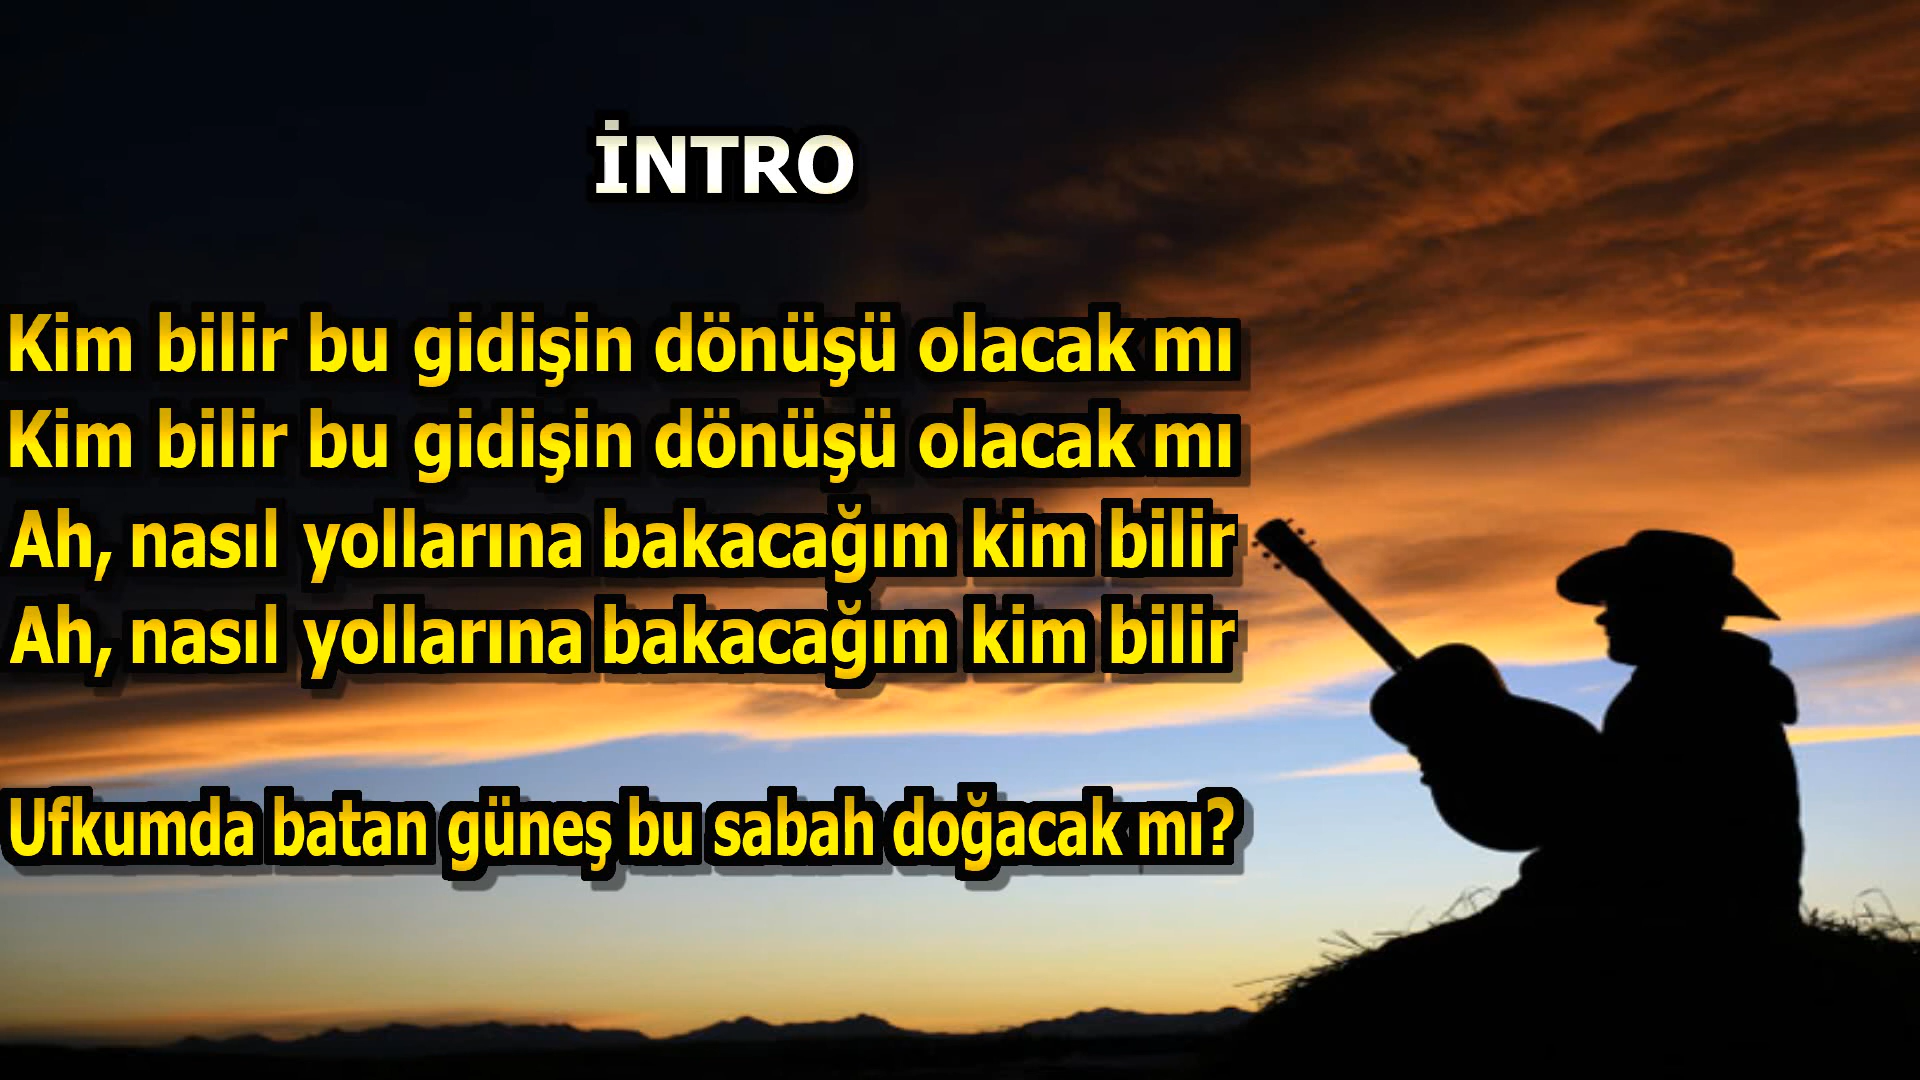 İNTRO
Kim bilir bu gidişin dönüşü olacak mı
Kim bilir bu gidişin dönüşü olacak mı
Ah, nasıl yollarına bakacağım kim bilir
Ah, nasıl yollarına bakacağım kim bilir
Ufkumda batan güneş bu sabah doğacak mı?